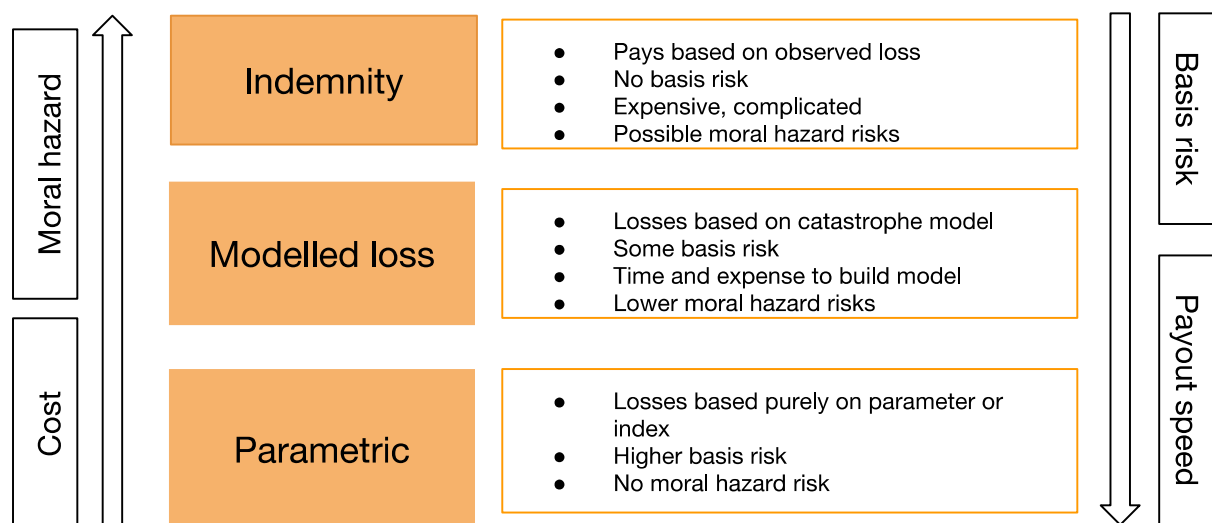 Moral hazard
Cost
Indemnity
● Pays based on observed loss
● No basis risk
● Expensive, complicated
● Possible moral hazard risks
Modelled loss
● Losses based on catastrophe model
● Some basis risk
● Time and expense to build model
● Lower moral hazard risks
Parametric
● Losses based purely on parameter or
index
● Higher basis risk
● No moral hazard risk
Basis risk
Payout speed